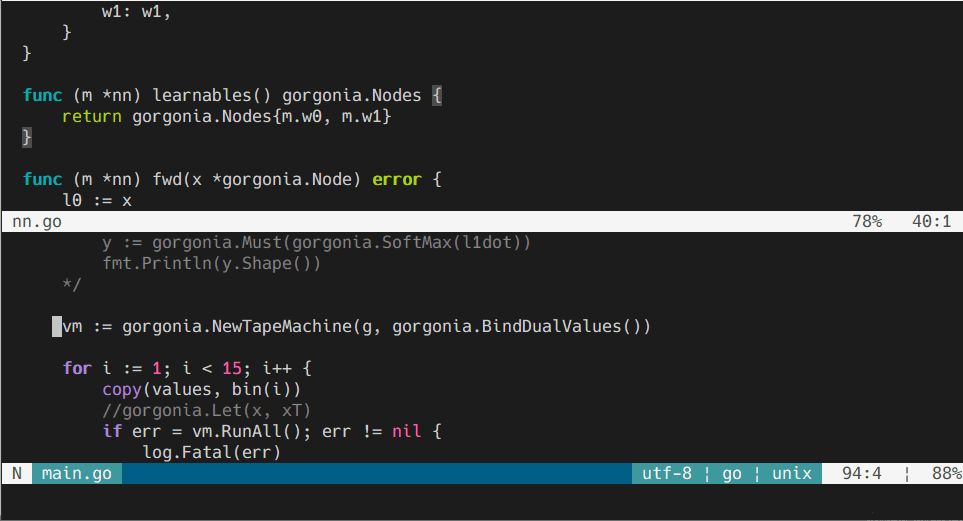 w1: w1,
}
}
func (m *nn) learnables() gorgonia.Nodes {
return gorgonia.Nodes{m.w0, m.w1}
}
func (m *nn) fwd(x *gorgonia.Node) error {
l0 := x
nn.go 78% 40:1
y := gorgonia.Must(gorgonia.SoftMax(l1dot))
fmt.Println(y.Shape())
*/
vm := gorgonia.NewTapeMachine(g, gorgonia.BindDualValues())
for i := 1; i < 15; i++ {
copy(values, bin(i))
//gorgonia.Let(x, xT)
if err = vm.RunAll(); err != nil {
log.Fatal(err)
N main.go utf-8 ¦ go ¦ unix 94:4 ¦ 88%